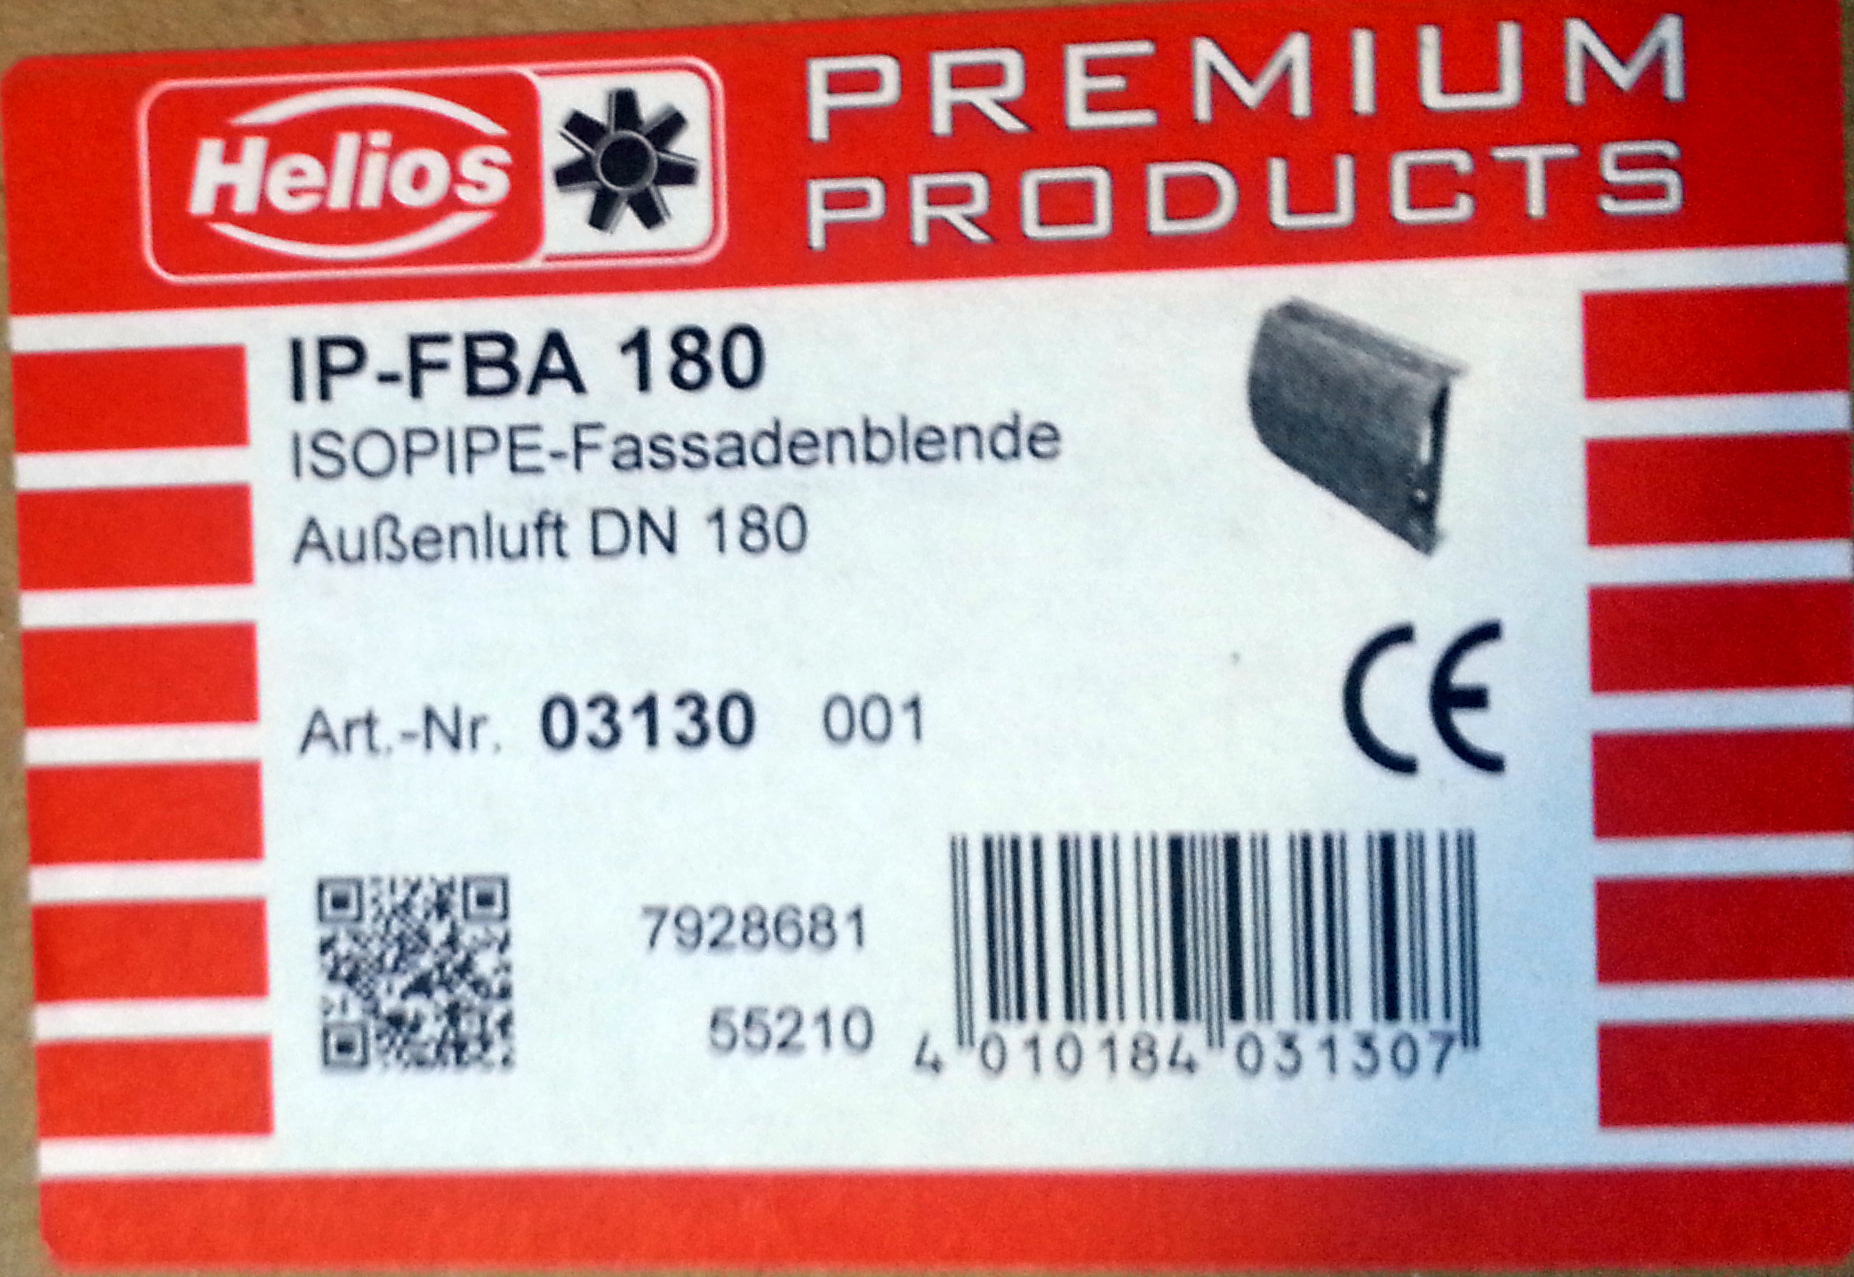 Helios
PREMIUM
PRODUCTS
IP-FBA 180
ISOPIPE-Fassadenblende
Außenluft DN 180
Art.-Nr. 03130 001
CE
7928681
55210
4 010184 031307